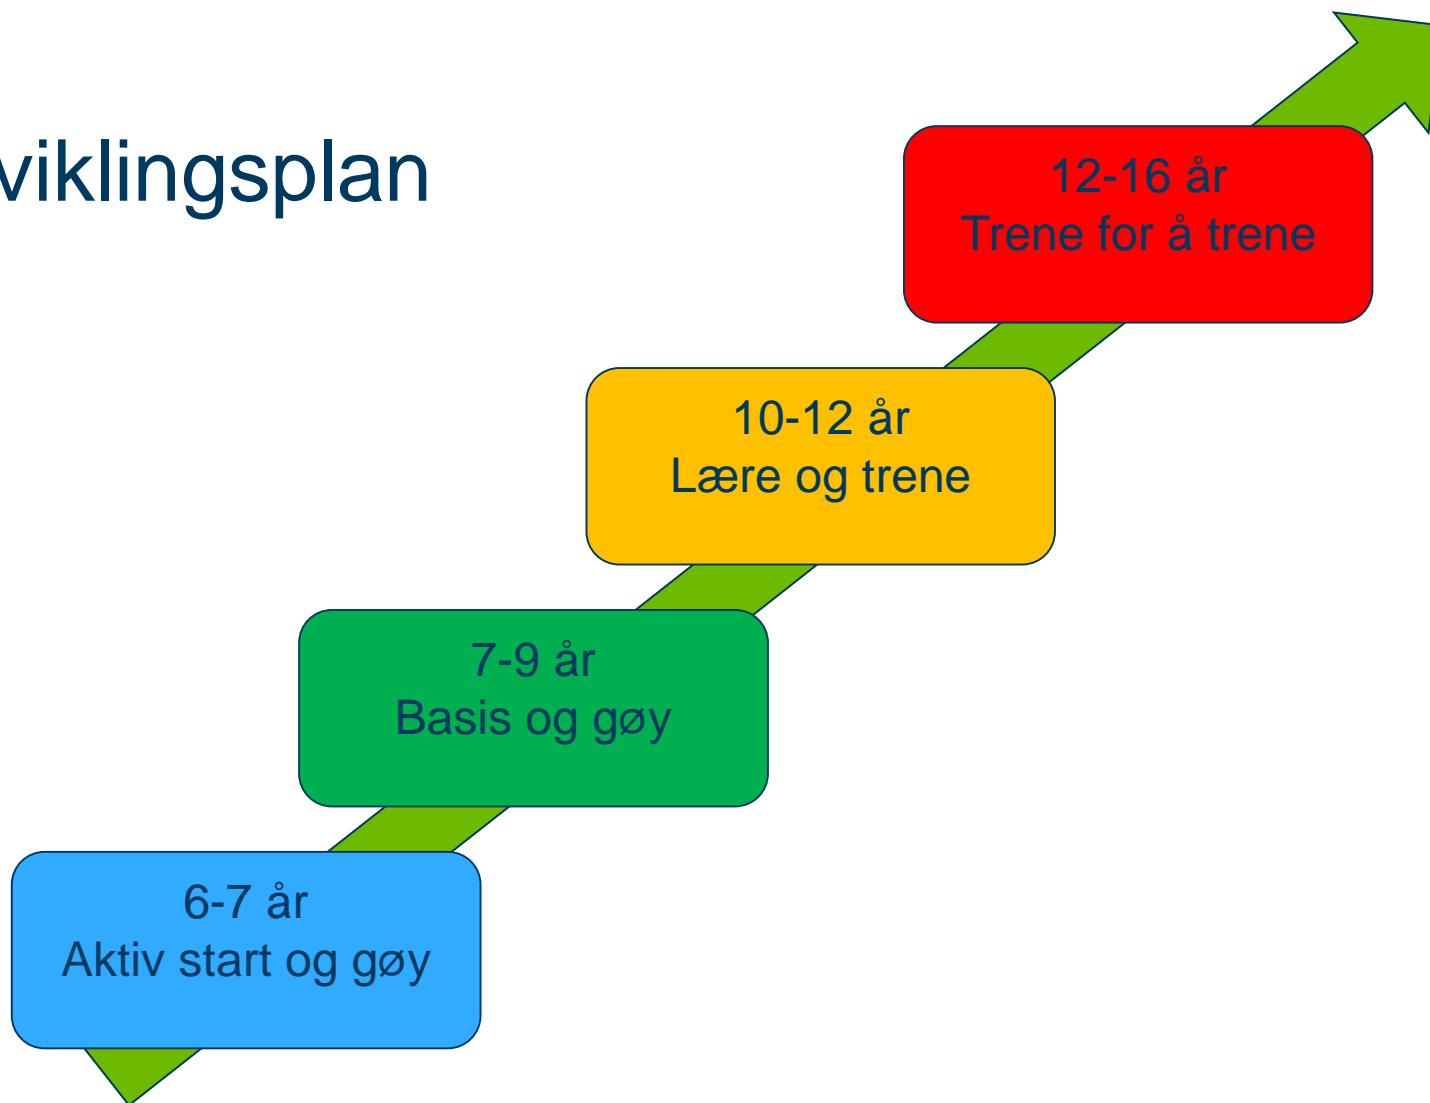 viklingsplan
12-16 år
Trene for å trene
10-12 år
Lære og trene
7-9 år
Basis og gøy
6-7 år
Aktiv start og gøy